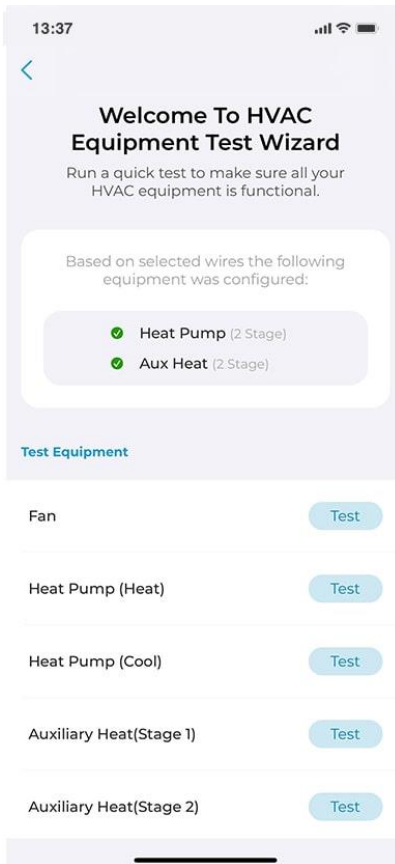 13:37
Welcome To HVAC
Equipment Test Wizard
Run a quick test to make sure all your
HVAC equipment is functional.
Based on selected wires the following
equipment was configured:
Heat Pump (2 Stage)
Aux Heat (2 Stage)
Test Equipment
Fan Test
Heat Pump (Heat) Test
Heat Pump (Cool) Test
Auxiliary Heat(Stage 1) Test
Auxiliary Heat(Stage 2) Test